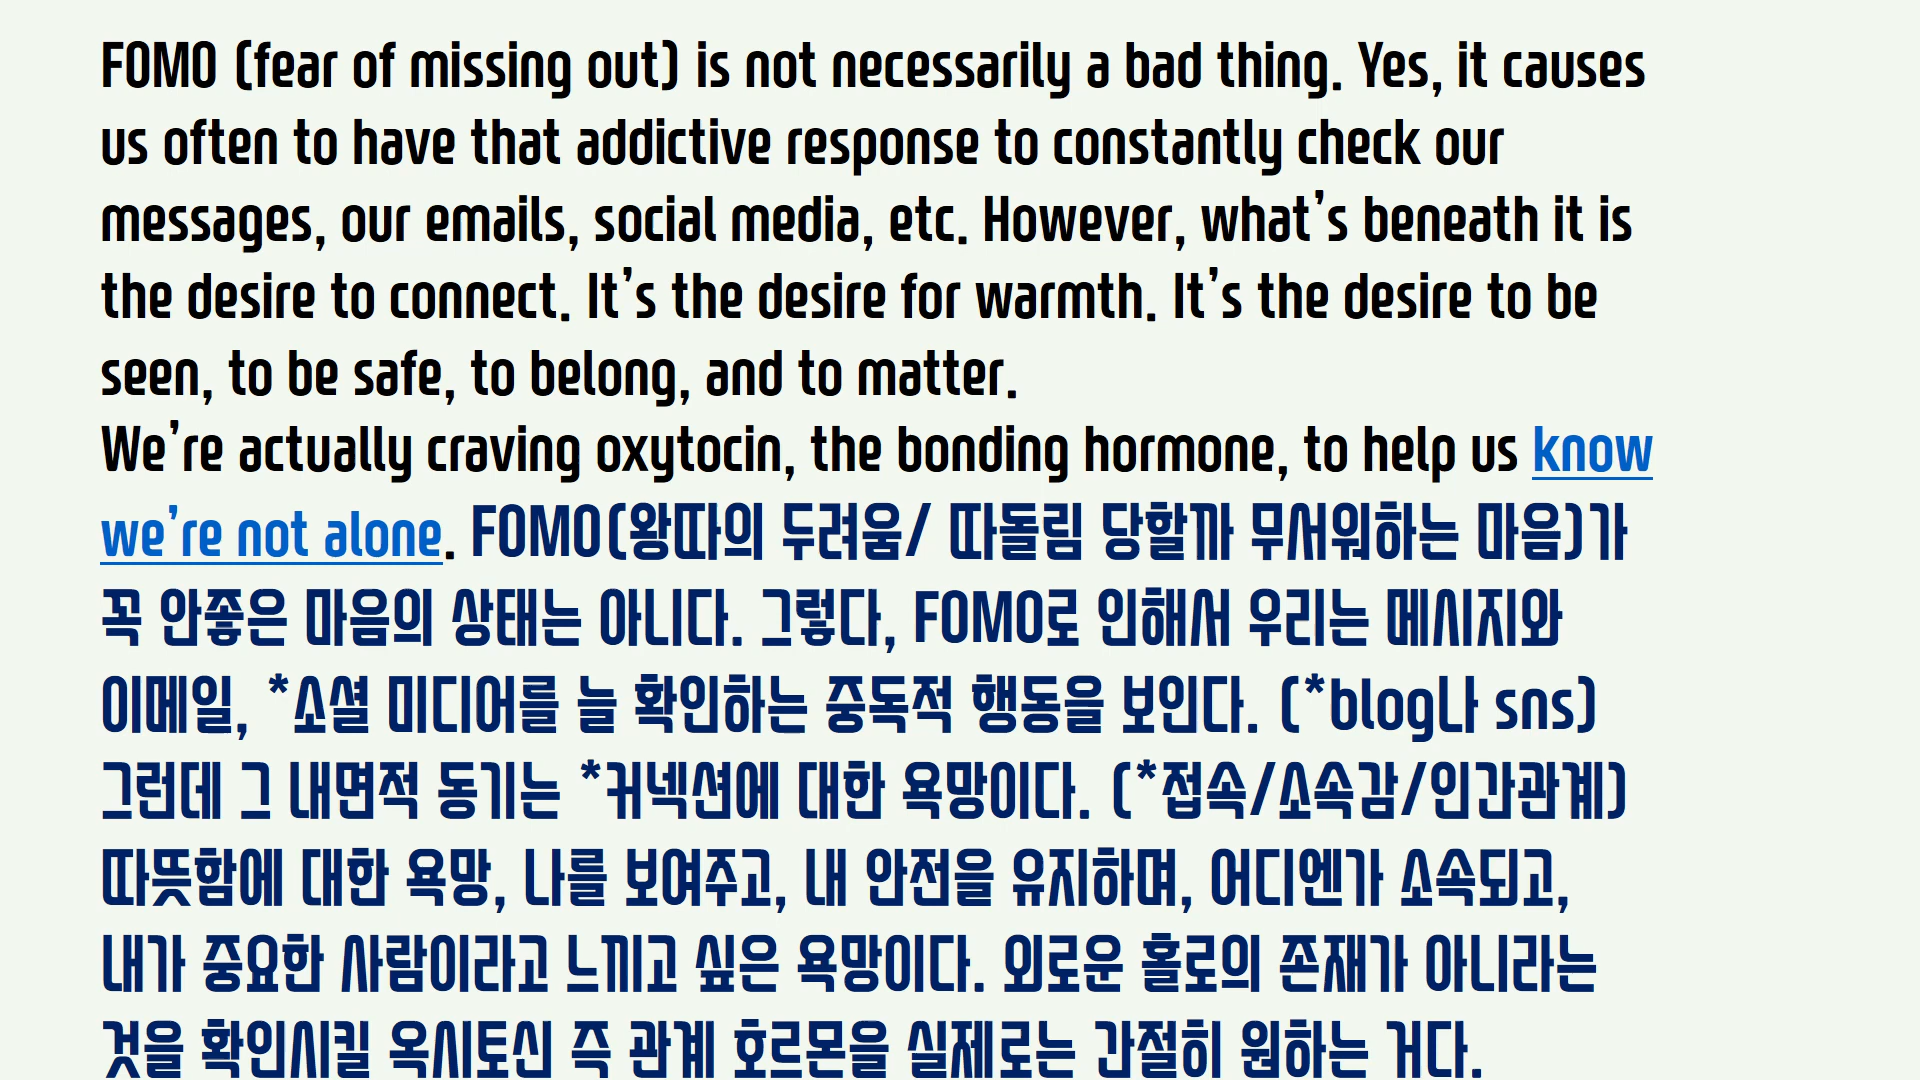 FOMO (fear of missing out) is not necessarily a bad thing. Yes, it causes
us often to have that addictive response to constantly check our
messages, our emails, social media, etc. However, what’s beneath it is
the desire to connect. It’s the desire for warmth. It’s the desire to be
seen, to be safe, to belong, and to matter.
We’re actually craving oxytocin, the bonding hormone, to help us know
we’re not alone. FOMO(왕따의 두려움/ 따돌림 당할까 무서워하는 마음)가
꼭 안좋은 마음의 상태는 아니다. 그렇다, FOMO로 인해서 우리는 메시지와
이메일, *소셜 미디어를 늘 확인하는 중독적 행동을 보인다. (*blog나 sns)
그런데 그 내면적 동기는 *커넥션에 대한 욕망이다. (*접속/소속감/인간관계)
따뜻함에 대한 욕망, 나를 보여주고, 내 안전을 유지하며, 어디엔가 소속되고,
내가 중요한 사람이라고 느끼고 싶은 욕망이다. 외로운 홀로의 존재가 아니라는
것을 확인시킬 옥시토신 즉 관계 호르몬을 실제로는 간절히 원하는 거다.